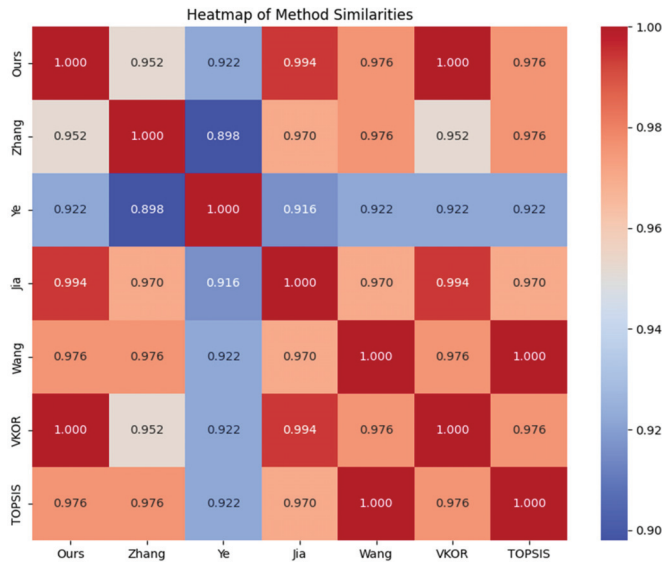 Heatmap of Method Similarities
Ours 1.000 0.952 0.922 0.994 0.976 1.000 0.976
Zhang 0.952 1.000 0.898 0.970 0.976 0.952 0.976
Ye 0.922 0.898 1.000 0.916 0.922 0.922 0.922
Jia 0.994 0.970 0.916 1.000 0.970 0.994 0.970
Wang 0.976 0.976 0.922 0.970 1.000 0.976 1.000
VKOR 1.000 0.952 0.922 0.994 0.976 1.000 0.976
TOPSIS 0.976 0.976 0.922 0.970 1.000 0.976 1.000
Ours Zhang Ye Jia Wang VKOR TOPSIS
1.00
0.98
0.96
0.94
0.92
0.90